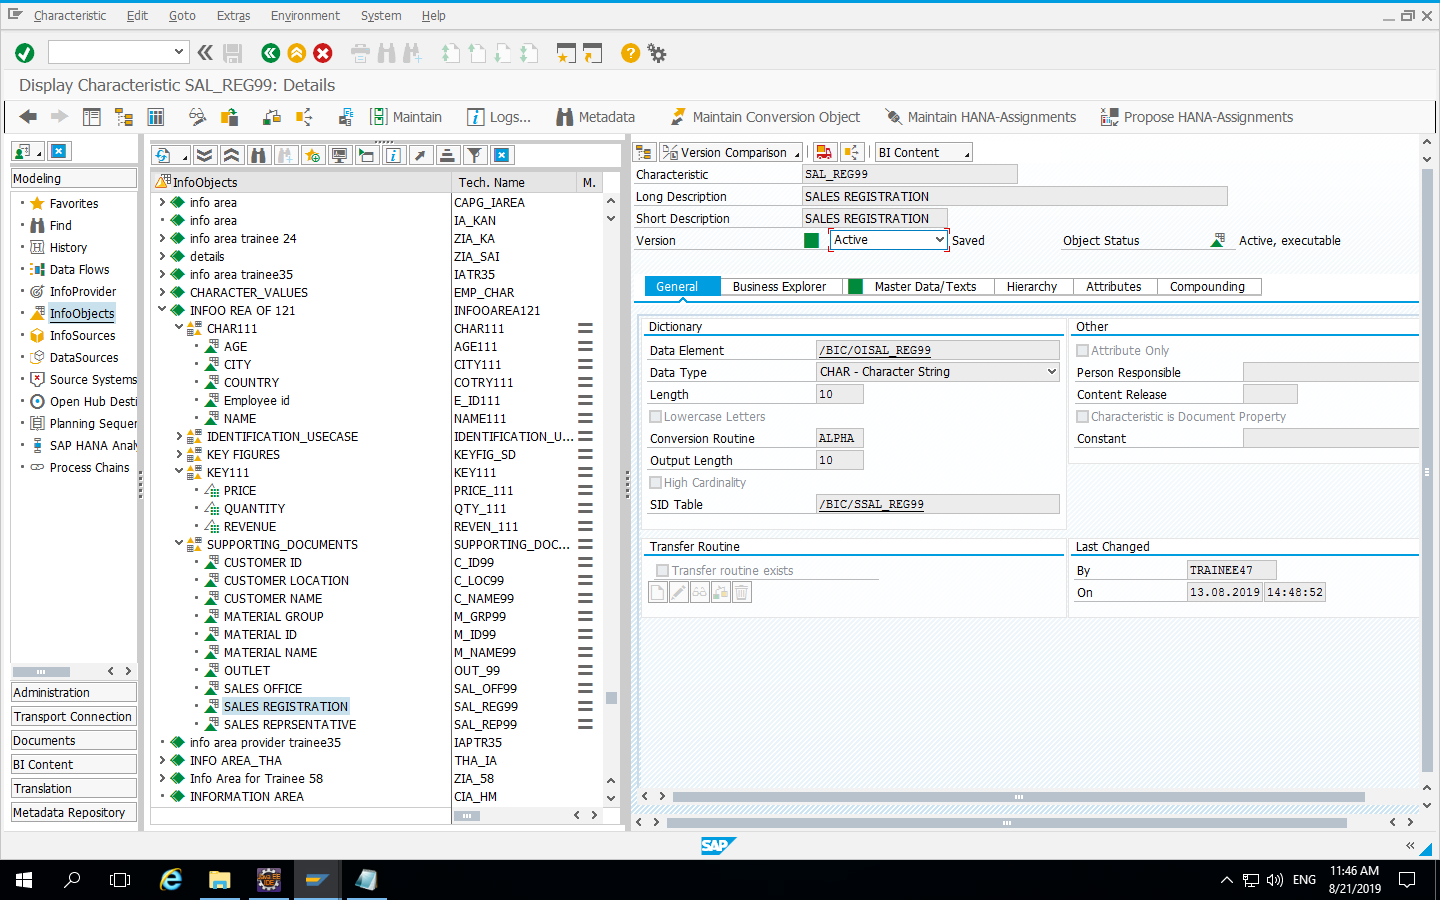 Characteristic Edit Goto Extras Environment System Help
Display Characteristic SAL_REG99: Details
Maintain Logs... Metadata Maintain Conversion Object Maintain HANA-Assignments Propose HANA-Assignments
Modeling
Favorites
Find
History
Data Flows
InfoProvider
InfoObjects
InfoSources
DataSources
Source Systems
Open Hub Desti
Planning Sequer
SAP HANA Anal
Process Chains
Administration
Transport Connection
Documents
BI Content
Translation
Metadata Repository
InfoObjects Tech. Name M.
info area CAPG_IAREA
info area IA_KAN
info area trainee 24 ZIA_KA
details ZIA_SAI
info area trainee35 IATR35
CHARACTER_VALUES EMP_CHAR
INFOO REA OF 121 INFOOAREA121
CHAR111 CHAR111
AGE AGE111
CITY CITY111
COUNTRY COTRY111
Employee id E_ID111
NAME NAME111
IDENTIFICATION_USECASE IDENTIFICATION_U...
KEY FIGURES KEYFIG_SD
KEY111 KEY111
PRICE PRICE_111
QUANTITY QTY_111
REVENUE REVEN_111
SUPPORTING_DOCUMENTS SUPPORTING_DOC...
CUSTOMER ID C_ID99
CUSTOMER LOCATION C_LOC99
CUSTOMER NAME C_NAME99
MATERIAL GROUP M_GRP99
MATERIAL ID M_ID99
MATERIAL NAME M_NAME99
OUTLET OUT_99
SALES OFFICE SAL_OFF99
SALES REGISTRATION SAL_REG99
SALES REPRSENTATIVE SAL_REP99
info area provider trainee35 IAPTR35
INFO AREA_THA THA_IA
Info Area for Trainee 58 ZIA_58
INFORMATION AREA CIA_HM
Version Comparison BI Content
Characteristic SAL_REG99
Long Description SALES REGISTRATION
Short Description SALES REGISTRATION
Version Active Saved Object Status Active, executable
General Business Explorer Master Data/Texts Hierarchy Attributes Compounding
Dictionary
Data Element /BIC/OISAL_REG99
Data Type CHAR - Character String
Length 10
Lowercase Letters
Conversion Routine ALPHA
Output Length 10
High Cardinality
SID Table /BIC/SSAL_REG99
Other
Attribute Only
Person Responsible
Content Release
Characteristic is Document Property
Constant
Transfer Routine
Transfer routine exists
Last Changed
By TRAINEE47
On 13.08.2019 14:48:52
SAP
ENG
11:46 AM
8/21/2019